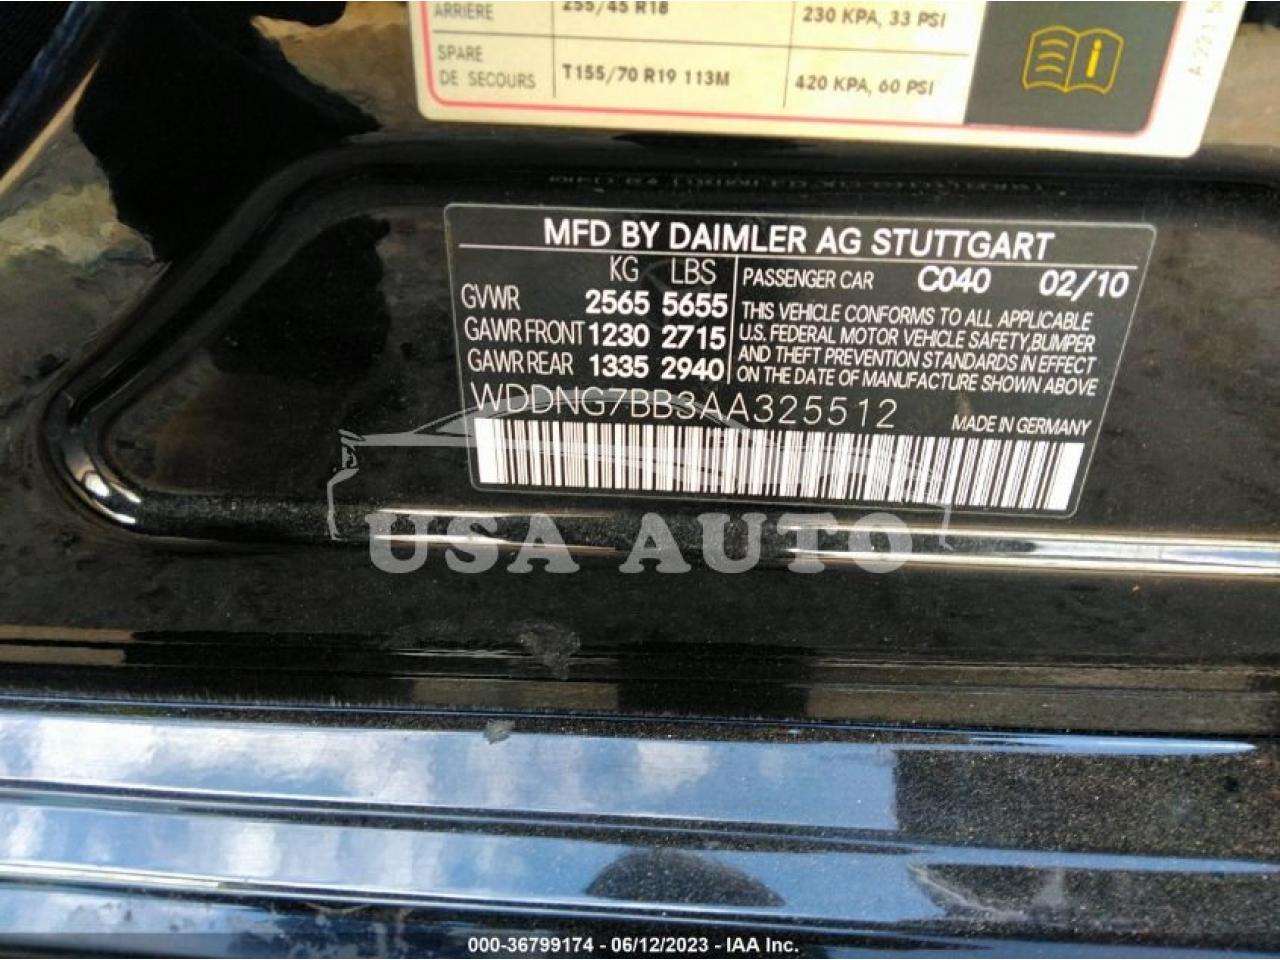 ARRIÈRE 255/45 R18 230 KPA, 33 PSI
SPARE
DE SECOURS T155/70 R19 113M 420 KPA, 60 PSI
i
MFD BY DAIMLER AG STUTTGART
KG LBS PASSENGER CAR C040 02/10
GVWR 2565 5655
GAWR FRONT 1230 2715
GAWR REAR 1335 2940
THIS VEHICLE CONFORMS TO ALL APPLICABLE
U.S. FEDERAL MOTOR VEHICLE SAFETY,BUMPER
AND THEFT PREVENTION STANDARDS IN EFFECT
ON THE DATE OF MANUFACTURE SHOWN ABOVE
WDDNG7BB3AA325512
MADE IN GERMANY
USA AUTO
000-36799174 - 06/12/2023 - IAA Inc.